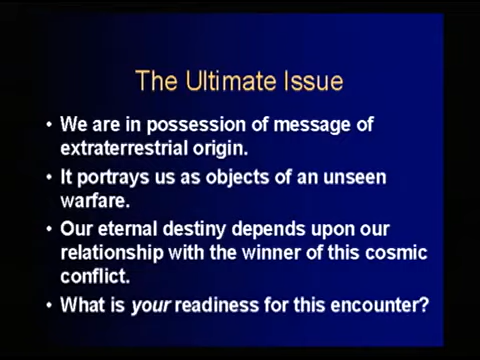 The Ultimate Issue
• We are in possession of message of
extraterrestrial origin.
• It portrays us as objects of an unseen
warfare.
• Our eternal destiny depends upon our
relationship with the winner of this cosmic
conflict.
• What is your readiness for this encounter?